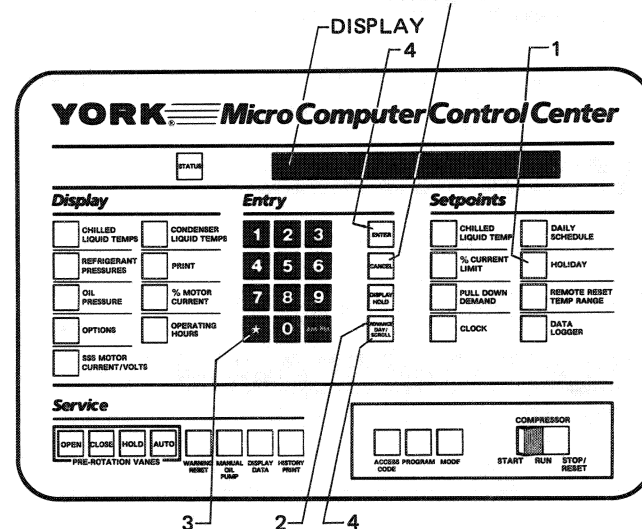 DISPLAY
4
1
YORK® Micro Computer Control Center
STATUS
Display
CHILLED LIQUID TEMPS
CONDENSER LIQUID TEMPS
REFRIGERANT PRESSURES
PRINT
OIL PRESSURE
% MOTOR CURRENT
OPTIONS
OPERATING HOURS
SSS MOTOR CURRENT/VOLTS
Entry
1 2 3
4 5 6
7 8 9
* 0
ENTER
CANCEL
DISPLAY HOLD
ADVANCE DAY/ SCROLL
Setpoints
CHILLED LIQUID TEMP
DAILY SCHEDULE
% CURRENT LIMIT
HOLIDAY
PULL DOWN DEMAND
REMOTE RESET TEMP RANGE
CLOCK
DATA LOGGER
Service
OPEN CLOSE HOLD AUTO
PRE-ROTATION VANES
WARNING RESET
MANUAL OIL PUMP
DISPLAY DATA
HISTORY PRINT
ACCESS CODE
PROGRAM
MODE
COMPRESSOR
START RUN STOP/ RESET
3
2
4